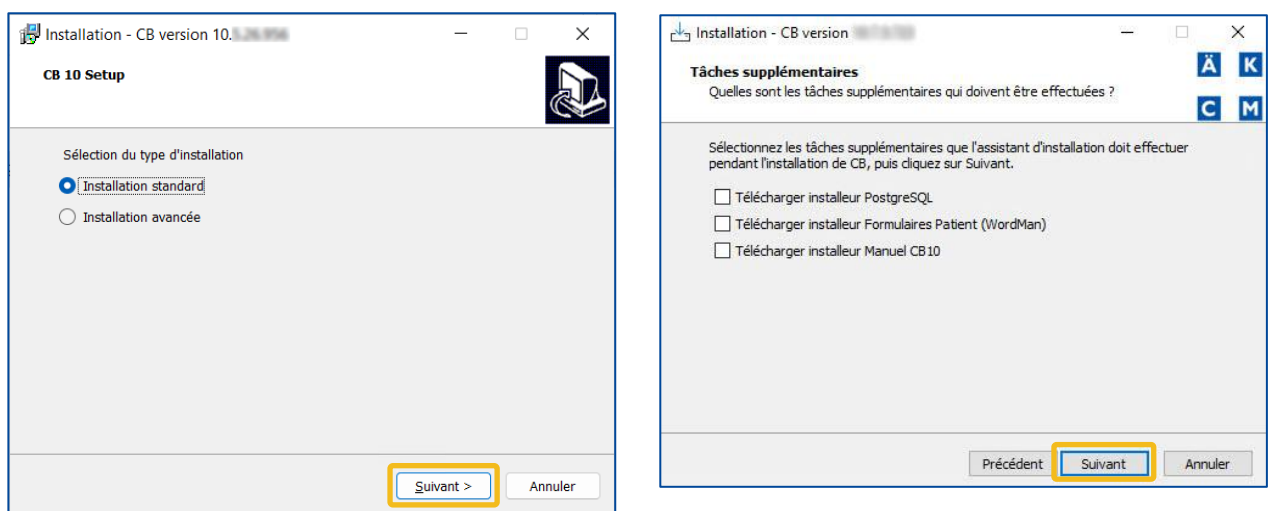 Installation - CB version 10.
CB 10 Setup
Sélection du type d'installation
Installation standard
Installation avancée
Suivant >
Annuler
Installation - CB version
Tâches supplémentaires
Quelles sont les tâches supplémentaires qui doivent être effectuées ?
Ä K
C M
Sélectionnez les tâches supplémentaires que l'assistant d'installation doit effectuer
pendant l'installation de CB, puis cliquez sur Suivant.
Télécharger installeur PostgreSQL
Télécharger installeur Formulaires Patient (WordMan)
Télécharger installeur Manuel CB10
Précédent
Suivant
Annuler